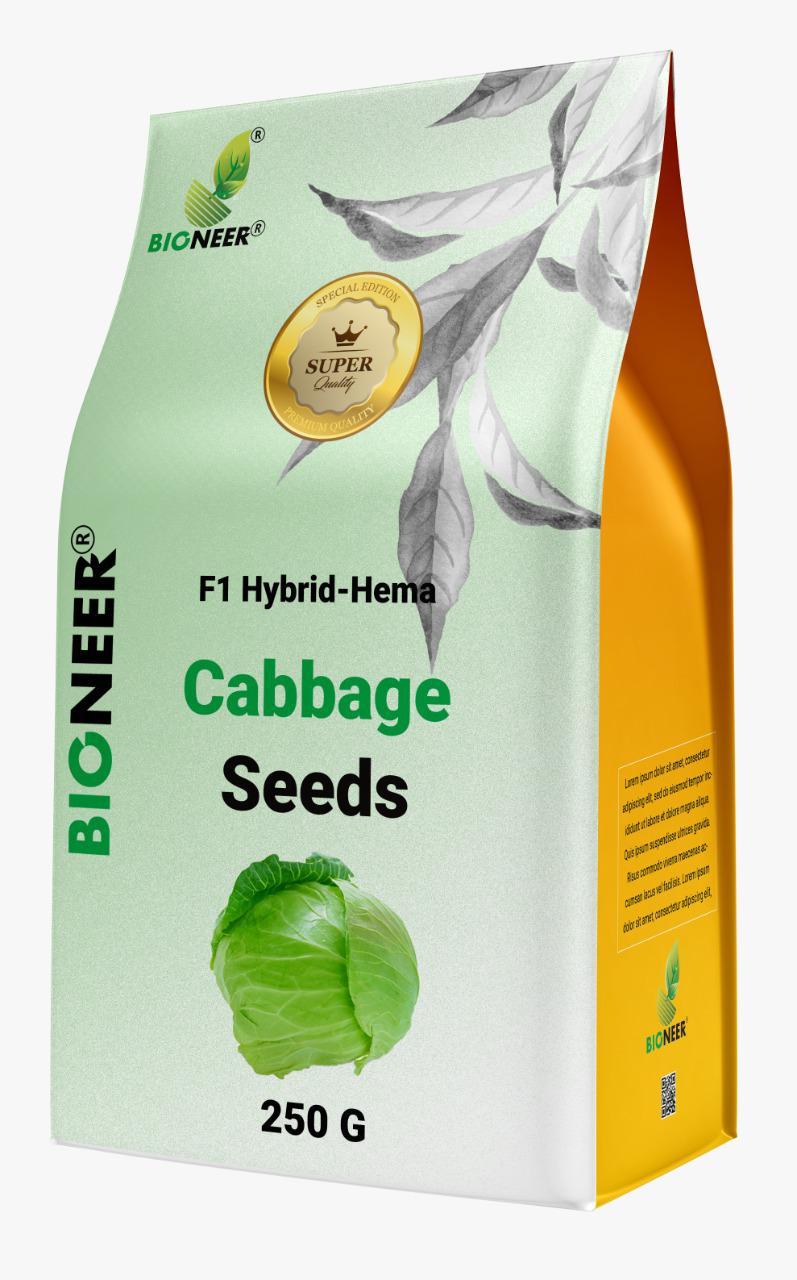 ®
BIONEER®
SPECIAL EDITION
SUPER
Quality
PREMIUM QUALITY
BIONEER®
F1 Hybrid-Hema
Cabbage
Seeds
250 G
Lorem ipsum dolor sit amet, consectetur
adipiscing elit, sed do eiusmod tempor inc-
ididunt ut labore et dolore magna aliqua.
Quis ipsum suspendisse ultrices gravida.
Risus commodo viverra maecenas ac-
cumsan lacus vel facilisis. Lorem ipsum
dolor sit amet, consectetur adipiscing elit,
BIONEER®